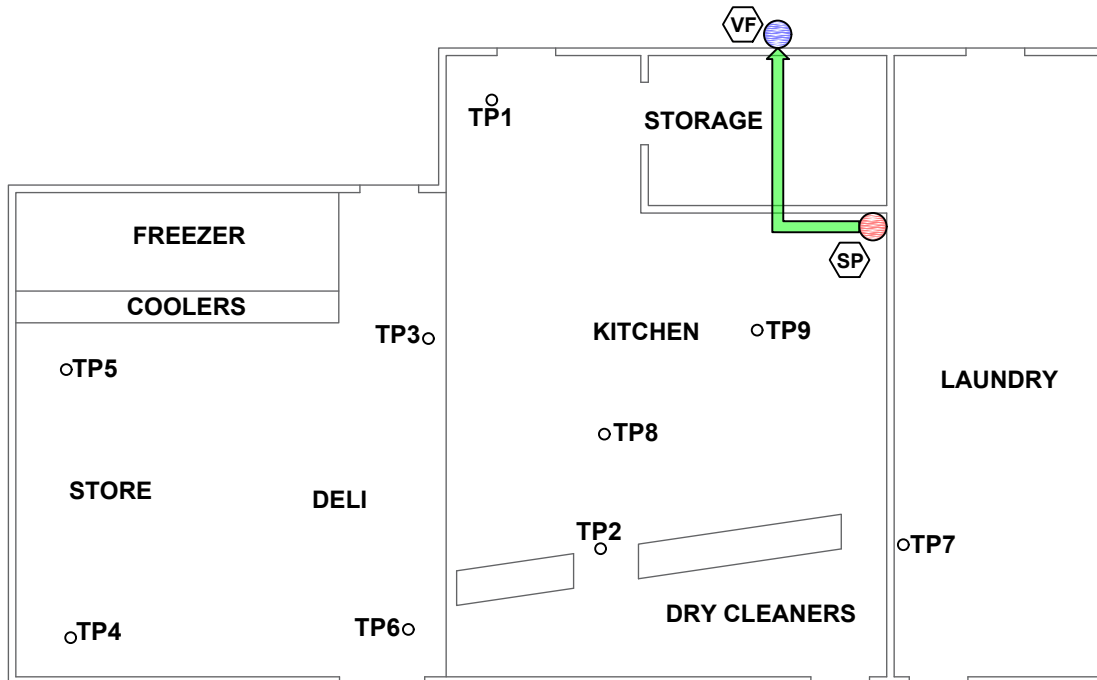 VF
TP1
STORAGE
FREEZER
SP
COOLERS
TP3
KITCHEN
TP9
TP5
LAUNDRY
TP8
STORE
DELI
TP2
TP7
DRY CLEANERS
TP4
TP6